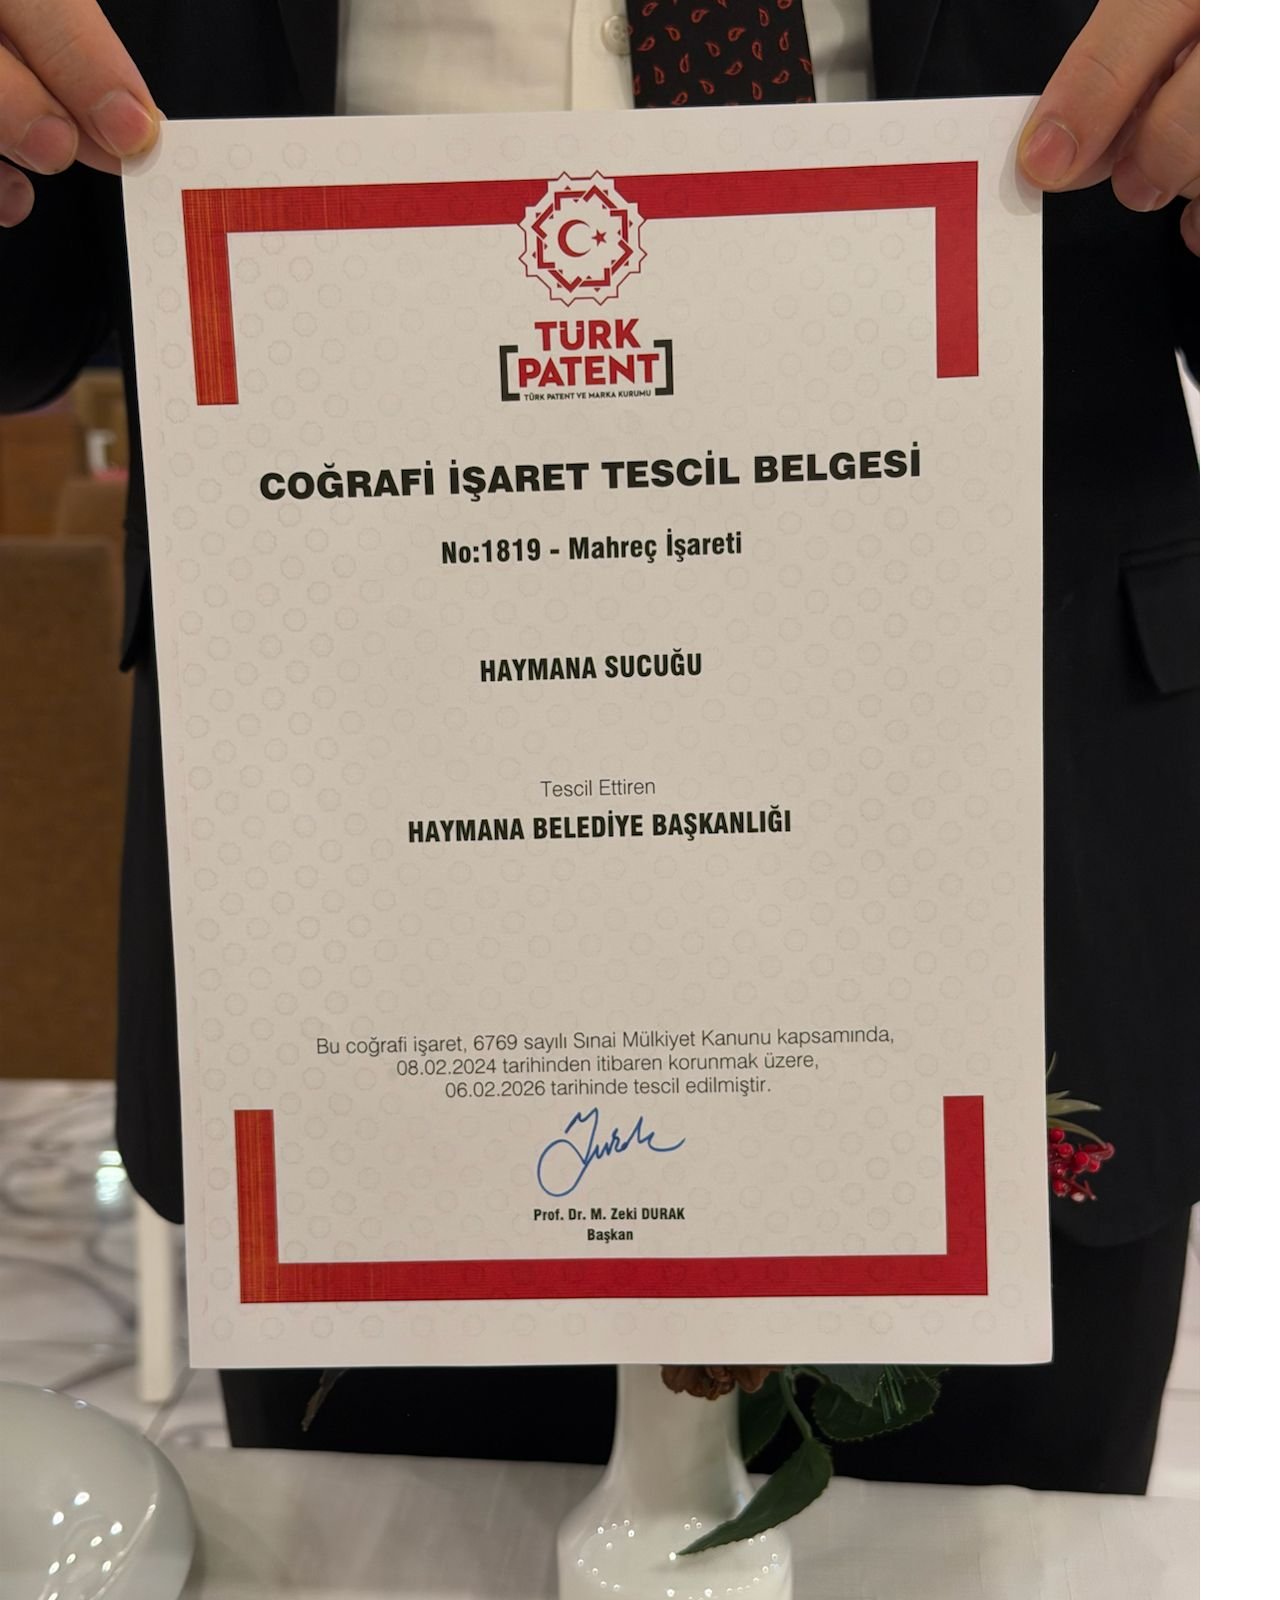 TÜRK
PATENT
TÜRK PATENT VE MARKA KURUMU
COĞRAFİ İŞARET TESCİL BELGESİ
No:1819 - Mahreç İşareti
HAYMANA SUCUĞU
Tescil Ettiren
HAYMANA BELEDİYE BAŞKANLIĞI
Bu coğrafi işaret, 6769 sayılı Sınai Mülkiyet Kanunu kapsamında,
08.02.2024 tarihinden itibaren korunmak üzere,
06.02.2026 tarihinde tescil edilmiştir.
Prof. Dr. M. Zeki DURAK
Başkan